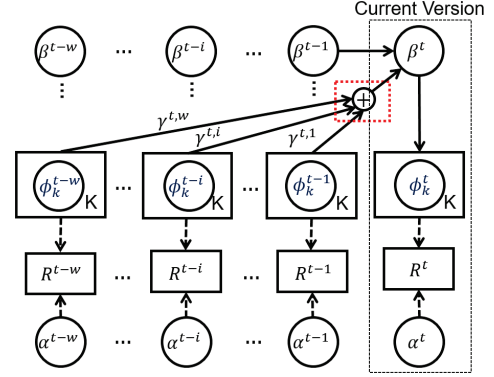 Current Version
β^{t-w} ... β^{t-i} ... β^{t-1} β^t
+
γ^{t,w} γ^{t,i} γ^{t,1}
ϕ_k^{t-w} K ... ϕ_k^{t-i} K ... ϕ_k^{t-1} K ϕ_k^t K
R^{t-w} ... R^{t-i} ... R^{t-1} R^t
α^{t-w} ... α^{t-i} ... α^{t-1} α^t